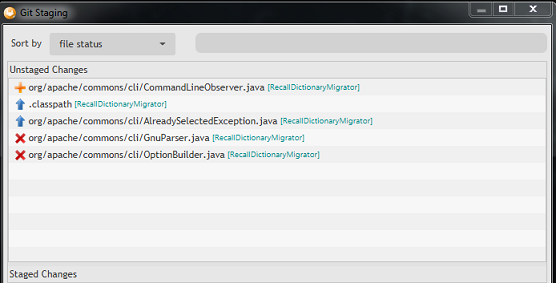 Git Staging
Sort by file status
Unstaged Changes
org/apache/commons/cli/CommandLineObserver.java [RecallDictionaryMigrator]
.classpath [RecallDictionaryMigrator]
org/apache/commons/cli/AlreadySelectedException.java [RecallDictionaryMigrator]
org/apache/commons/cli/GnuParser.java [RecallDictionaryMigrator]
org/apache/commons/cli/OptionBuilder.java [RecallDictionaryMigrator]
Staged Changes